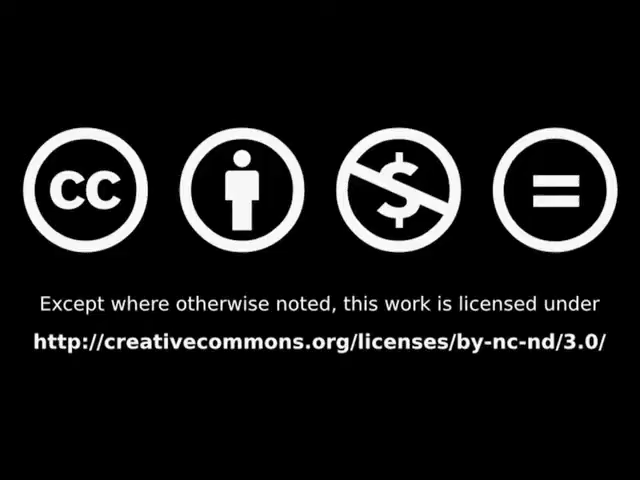 cc $ =
Except where otherwise noted, this work is licensed under
http://creativecommons.org/licenses/by-nc-nd/3.0/